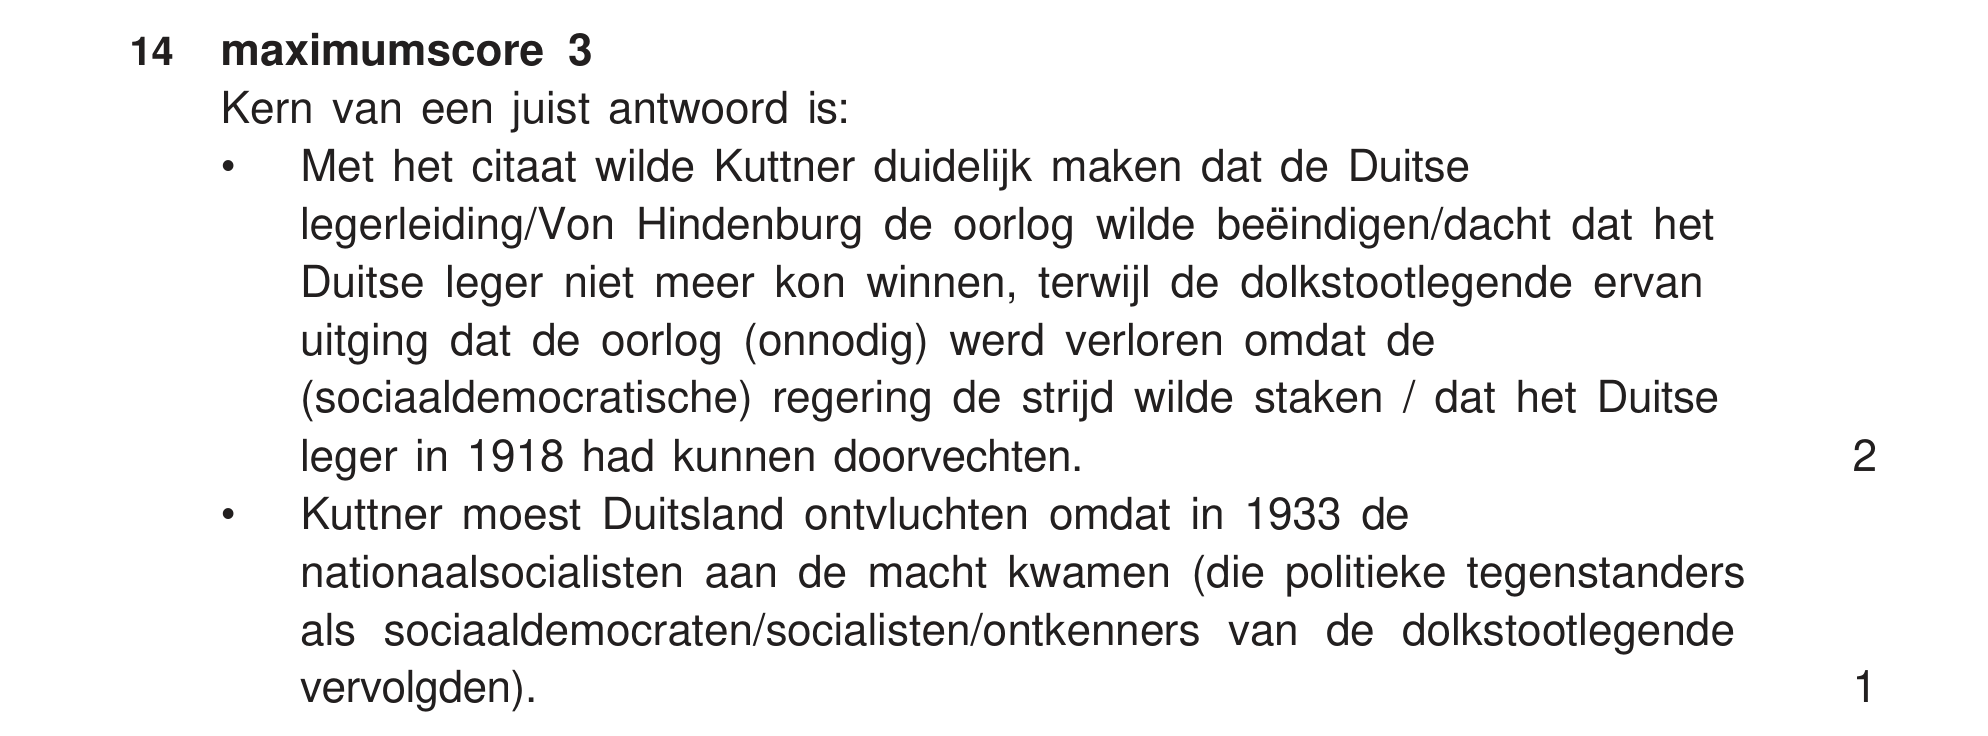 14 maximumscore 3
Kern van een juist antwoord is:
• Met het citaat wilde Kuttner duidelijk maken dat de Duitse
legerleiding/Von Hindenburg de oorlog wilde beëindigen/dacht dat het
Duitse leger niet meer kon winnen, terwijl de dolkstootlegende ervan
uitging dat de oorlog (onnodig) werd verloren omdat de
(sociaaldemocratische) regering de strijd wilde staken / dat het Duitse
leger in 1918 had kunnen doorvechten. 2
• Kuttner moest Duitsland ontvluchten omdat in 1933 de
nationaalsocialisten aan de macht kwamen (die politieke tegenstanders
als sociaaldemocraten/socialisten/ontkenners van de dolkstootlegende
vervolgden). 1